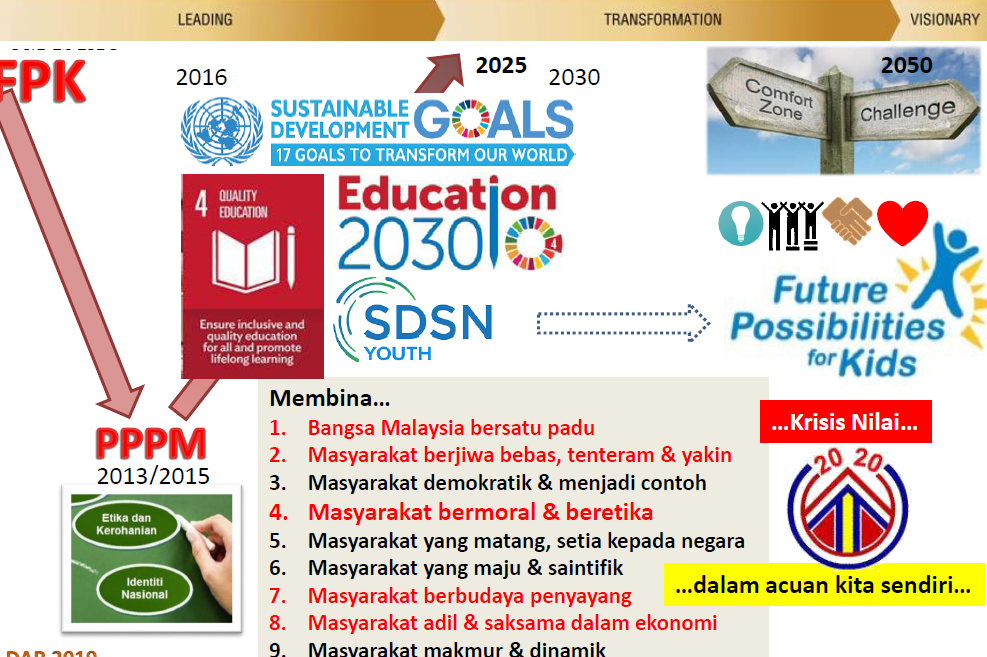 LEADING
TRANSFORMATION
VISIONARY
FPK
2016
2025
2030
2050
SUSTAINABLE
DEVELOPMENT
GOALS
17 GOALS TO TRANSFORM OUR WORLD
Comfort
Zone
Challenge
4 QUALITY
EDUCATION
Ensure inclusive and
quality education
for all and promote
lifelong learning
Education
2030
4
SDSN
YOUTH
Future
Possibilities
for Kids
PPPM
2013/2015
Etika dan
Kerohanian
Identiti
Nasional
Membina...
1. Bangsa Malaysia bersatu padu
2. Masyarakat berjiwa bebas, tenteram & yakin
3. Masyarakat demokratik & menjadi contoh
4. Masyarakat bermoral & beretika
5. Masyarakat yang matang, setia kepada negara
6. Masyarakat yang maju & saintifik
7. Masyarakat berbudaya penyayang
8. Masyarakat adil & saksama dalam ekonomi
9. Masyarakat makmur & dinamik
...Krisis Nilai...
2020
...dalam acuan kita sendiri...
2019